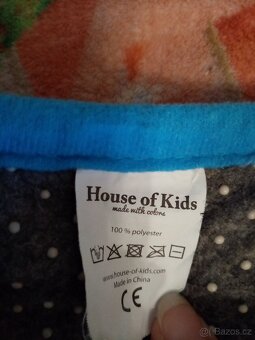 House of Kids
made with colors
100 % polyester
www.house-of-kids.com
Made in China
CE
Bazos.cz